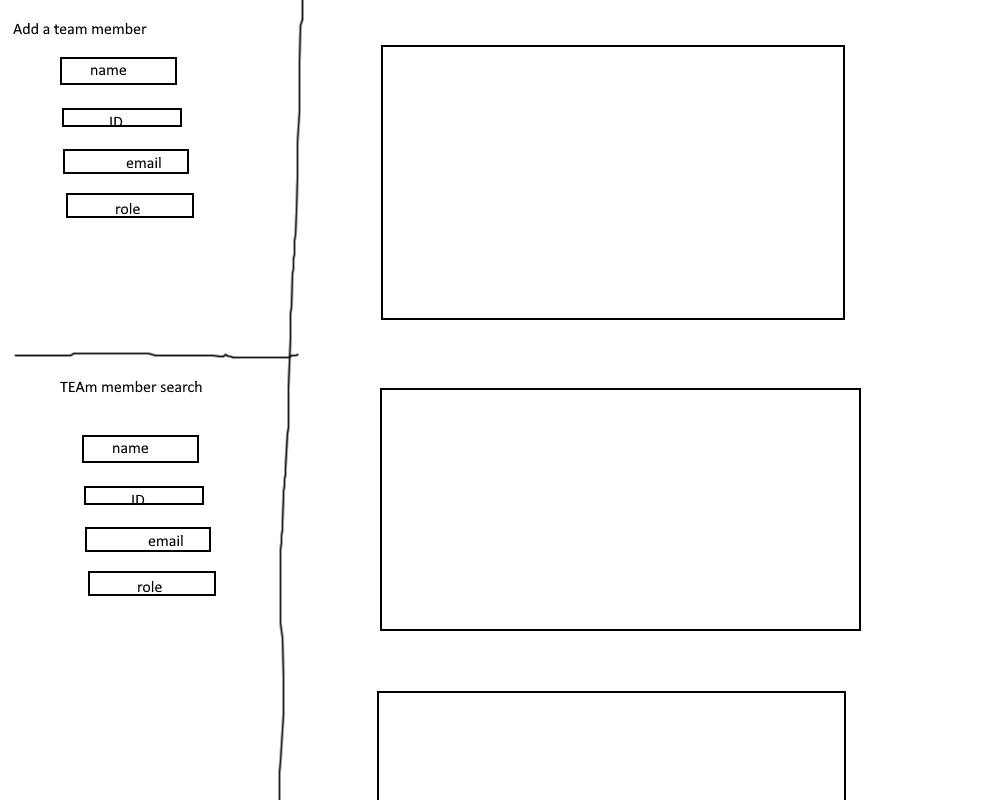 Add a team member
name
ID
email
role
TEAm member search
name
ID
email
role